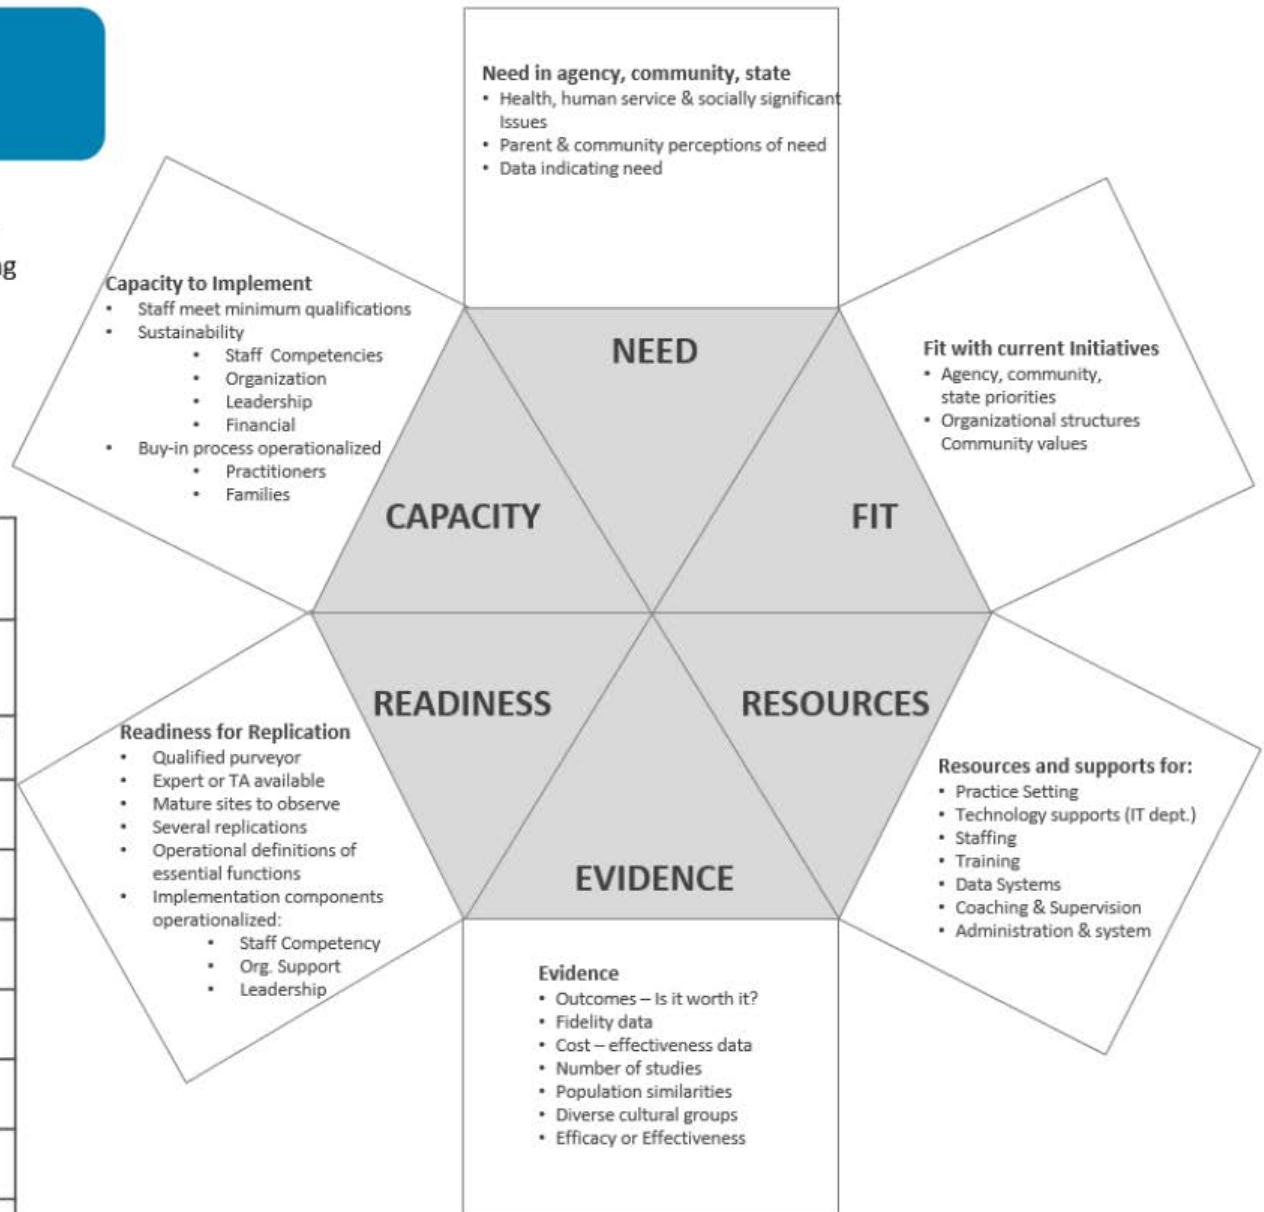 Need in agency, community, state
• Health, human service & socially significant
Issues
• Parent & community perceptions of need
• Data indicating need
Capacity to Implement
• Staff meet minimum qualifications
• Sustainability
• Staff Competencies
• Organization
• Leadership
• Financial
• Buy-in process operationalized
• Practitioners
• Families
Fit with current Initiatives
• Agency, community,
state priorities
• Organizational structures
Community values
NEED
CAPACITY
FIT
READINESS
RESOURCES
EVIDENCE
Readiness for Replication
• Qualified purveyor
• Expert or TA available
• Mature sites to observe
• Several replications
• Operational definitions of
essential functions
• Implementation components
operationalized:
• Staff Competency
• Org. Support
• Leadership
Resources and supports for:
• Practice Setting
• Technology supports (IT dept.)
• Staffing
• Training
• Data Systems
• Coaching & Supervision
• Administration & system
Evidence
• Outcomes – Is it worth it?
• Fidelity data
• Cost – effectiveness data
• Number of studies
• Population similarities
• Diverse cultural groups
• Efficacy or Effectiveness